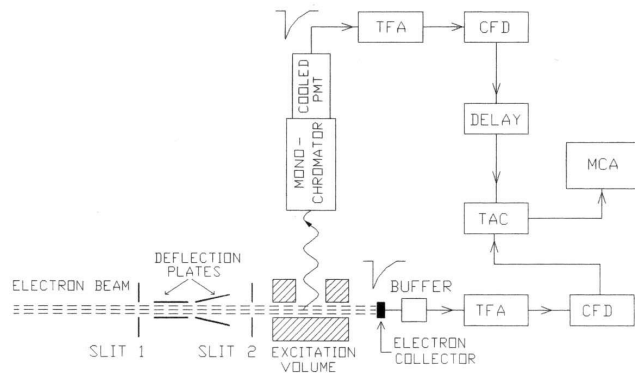 TFA
CFD
COOLED
PMT
MONO-
CHROMATOR
DELAY
MCA
TAC
DEFLECTION
PLATES
ELECTRON BEAM
BUFFER
TFA
CFD
SLIT 1
SLIT 2
EXCITATION
VOLUME
ELECTRON
COLLECTOR